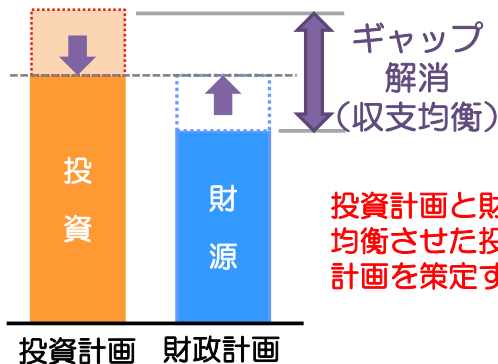 ギャップ
解消
(収支均衡)
投資
財源
投資計画と財
均衡させた投
計画を策定す
投資計画 財政計画